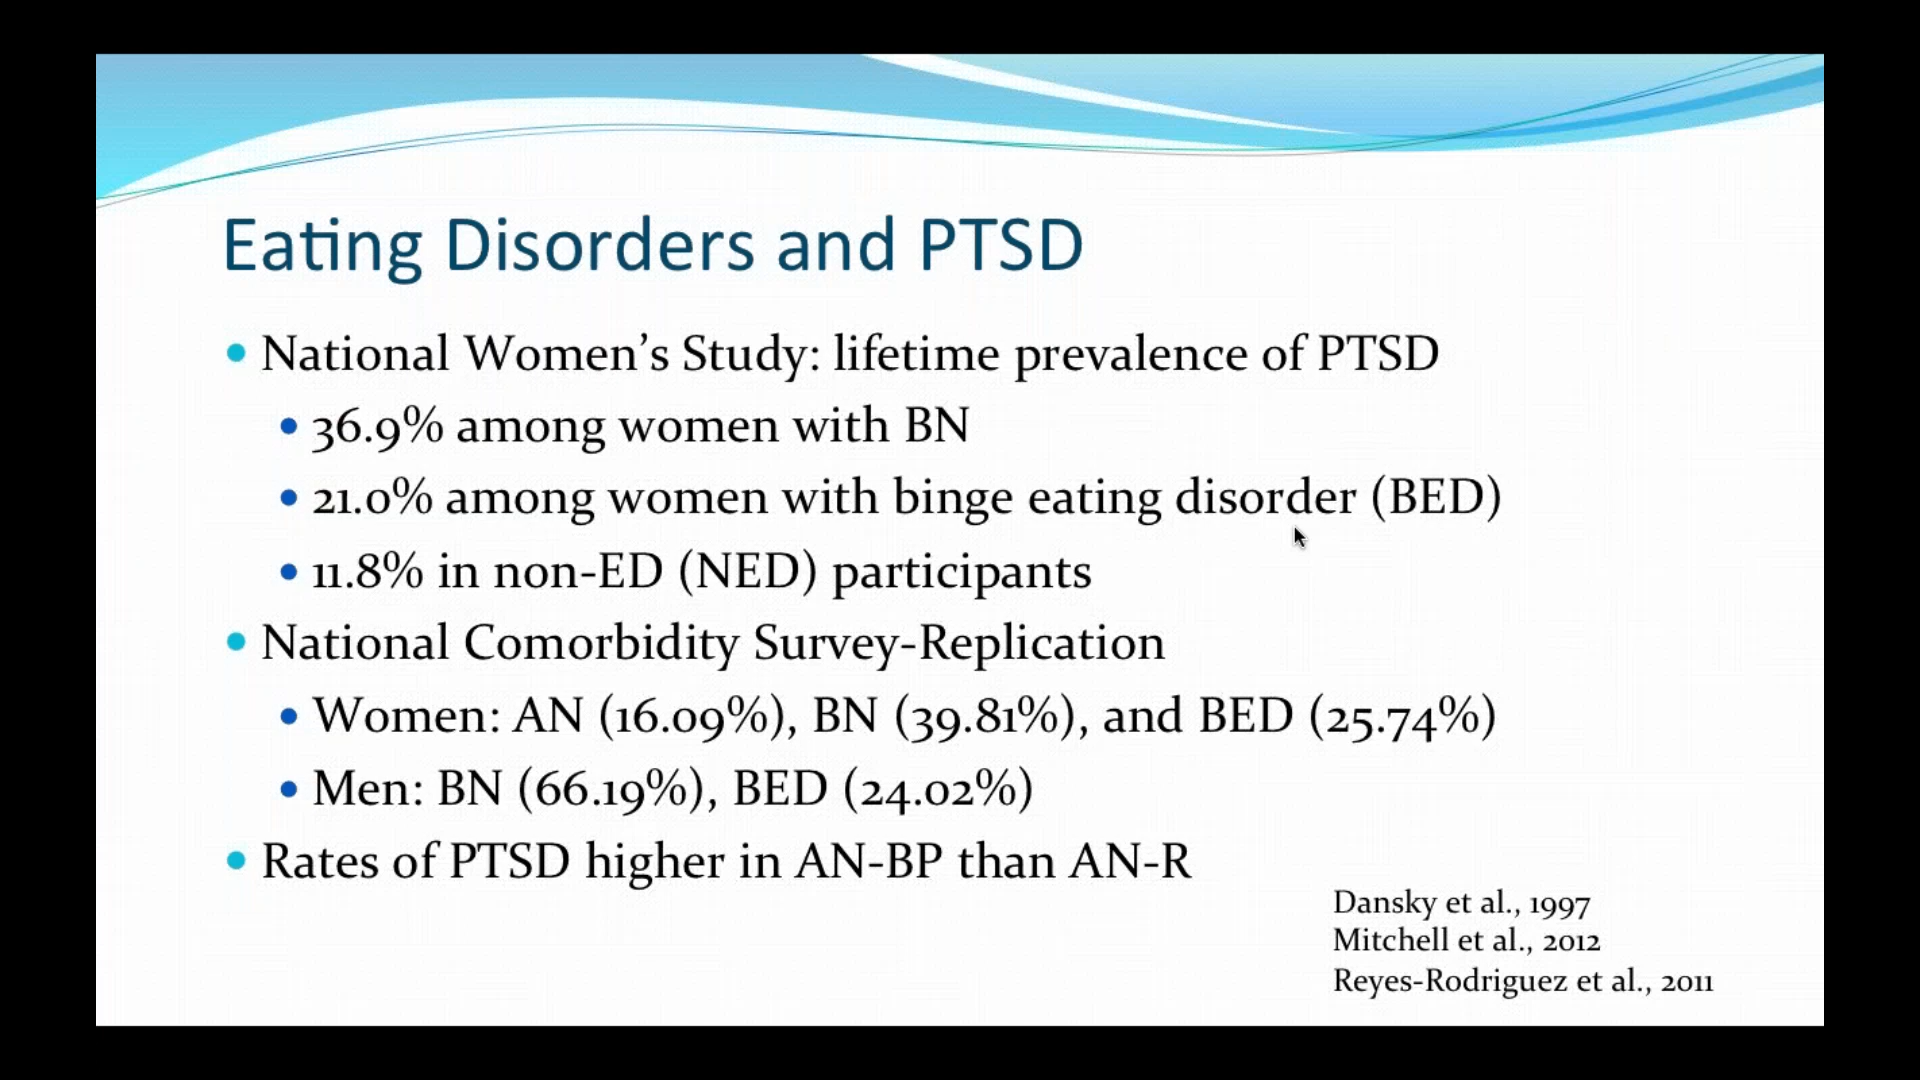 Eating Disorders and PTSD
• National Women’s Study: lifetime prevalence of PTSD
• 36.9% among women with BN
• 21.0% among women with binge eating disorder (BED)
• 11.8% in non-ED (NED) participants
• National Comorbidity Survey-Replication
• Women: AN (16.09%), BN (39.81%), and BED (25.74%)
• Men: BN (66.19%), BED (24.02%)
• Rates of PTSD higher in AN-BP than AN-R
Dansky et al., 1997
Mitchell et al., 2012
Reyes-Rodriguez et al., 2011